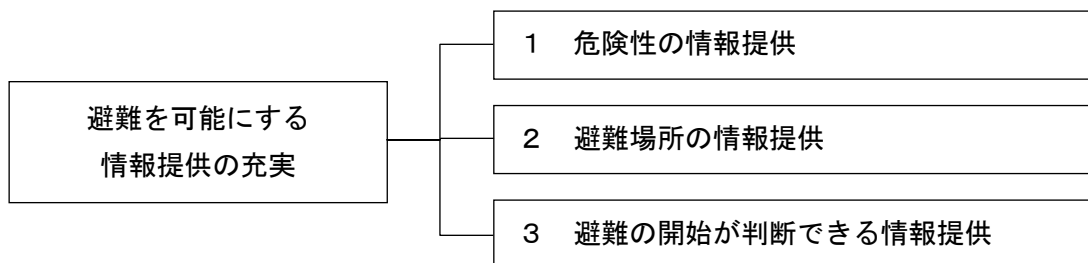 避難を可能にする
情報提供の充実
１　危険性の情報提供
２　避難場所の情報提供
３　避難の開始が判断できる情報提供